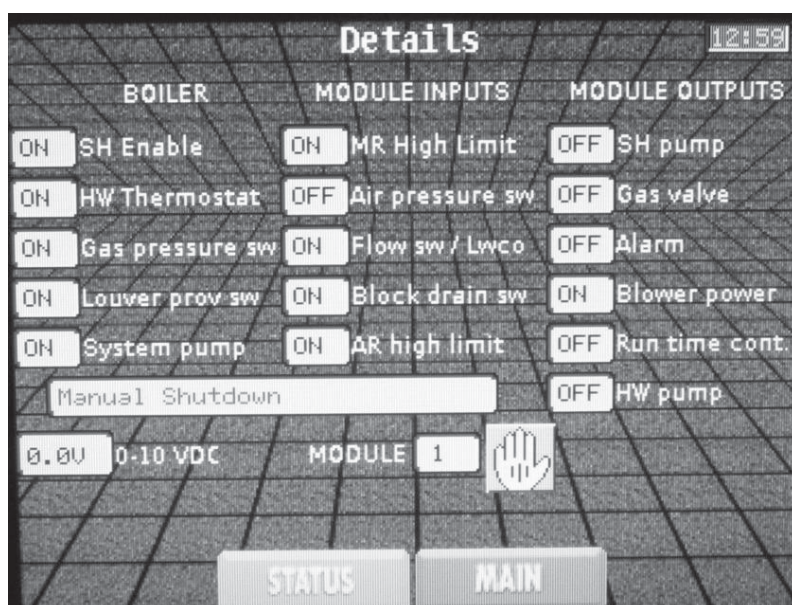 Details 12:59
BOILER MODULE INPUTS MODULE OUTPUTS
ON SH Enable ON MR High Limit OFF SH pump
ON HW Thermostat OFF Air pressure sw OFF Gas valve
ON Gas pressure sw ON Flow sw / Lwco OFF Alarm
ON Louver prov sw ON Block drain sw ON Blower power
ON System pump ON AR high limit OFF Run time cont.
Manual Shutdown OFF HW pump
0.0V 0-10 VDC MODULE 1
STATUS MAIN